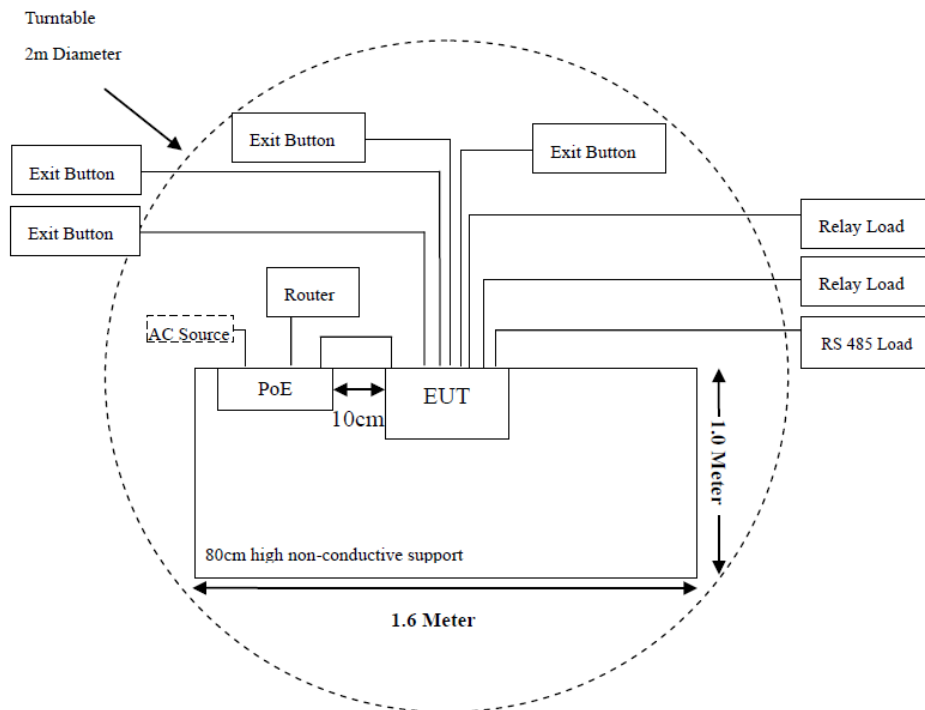 Turntable
2m Diameter
Exit Button
Exit Button
Exit Button
Exit Button
Relay Load
Relay Load
RS 485 Load
Router
AC Source
PoE
EUT
10cm
1.0 Meter
80cm high non-conductive support
1.6 Meter